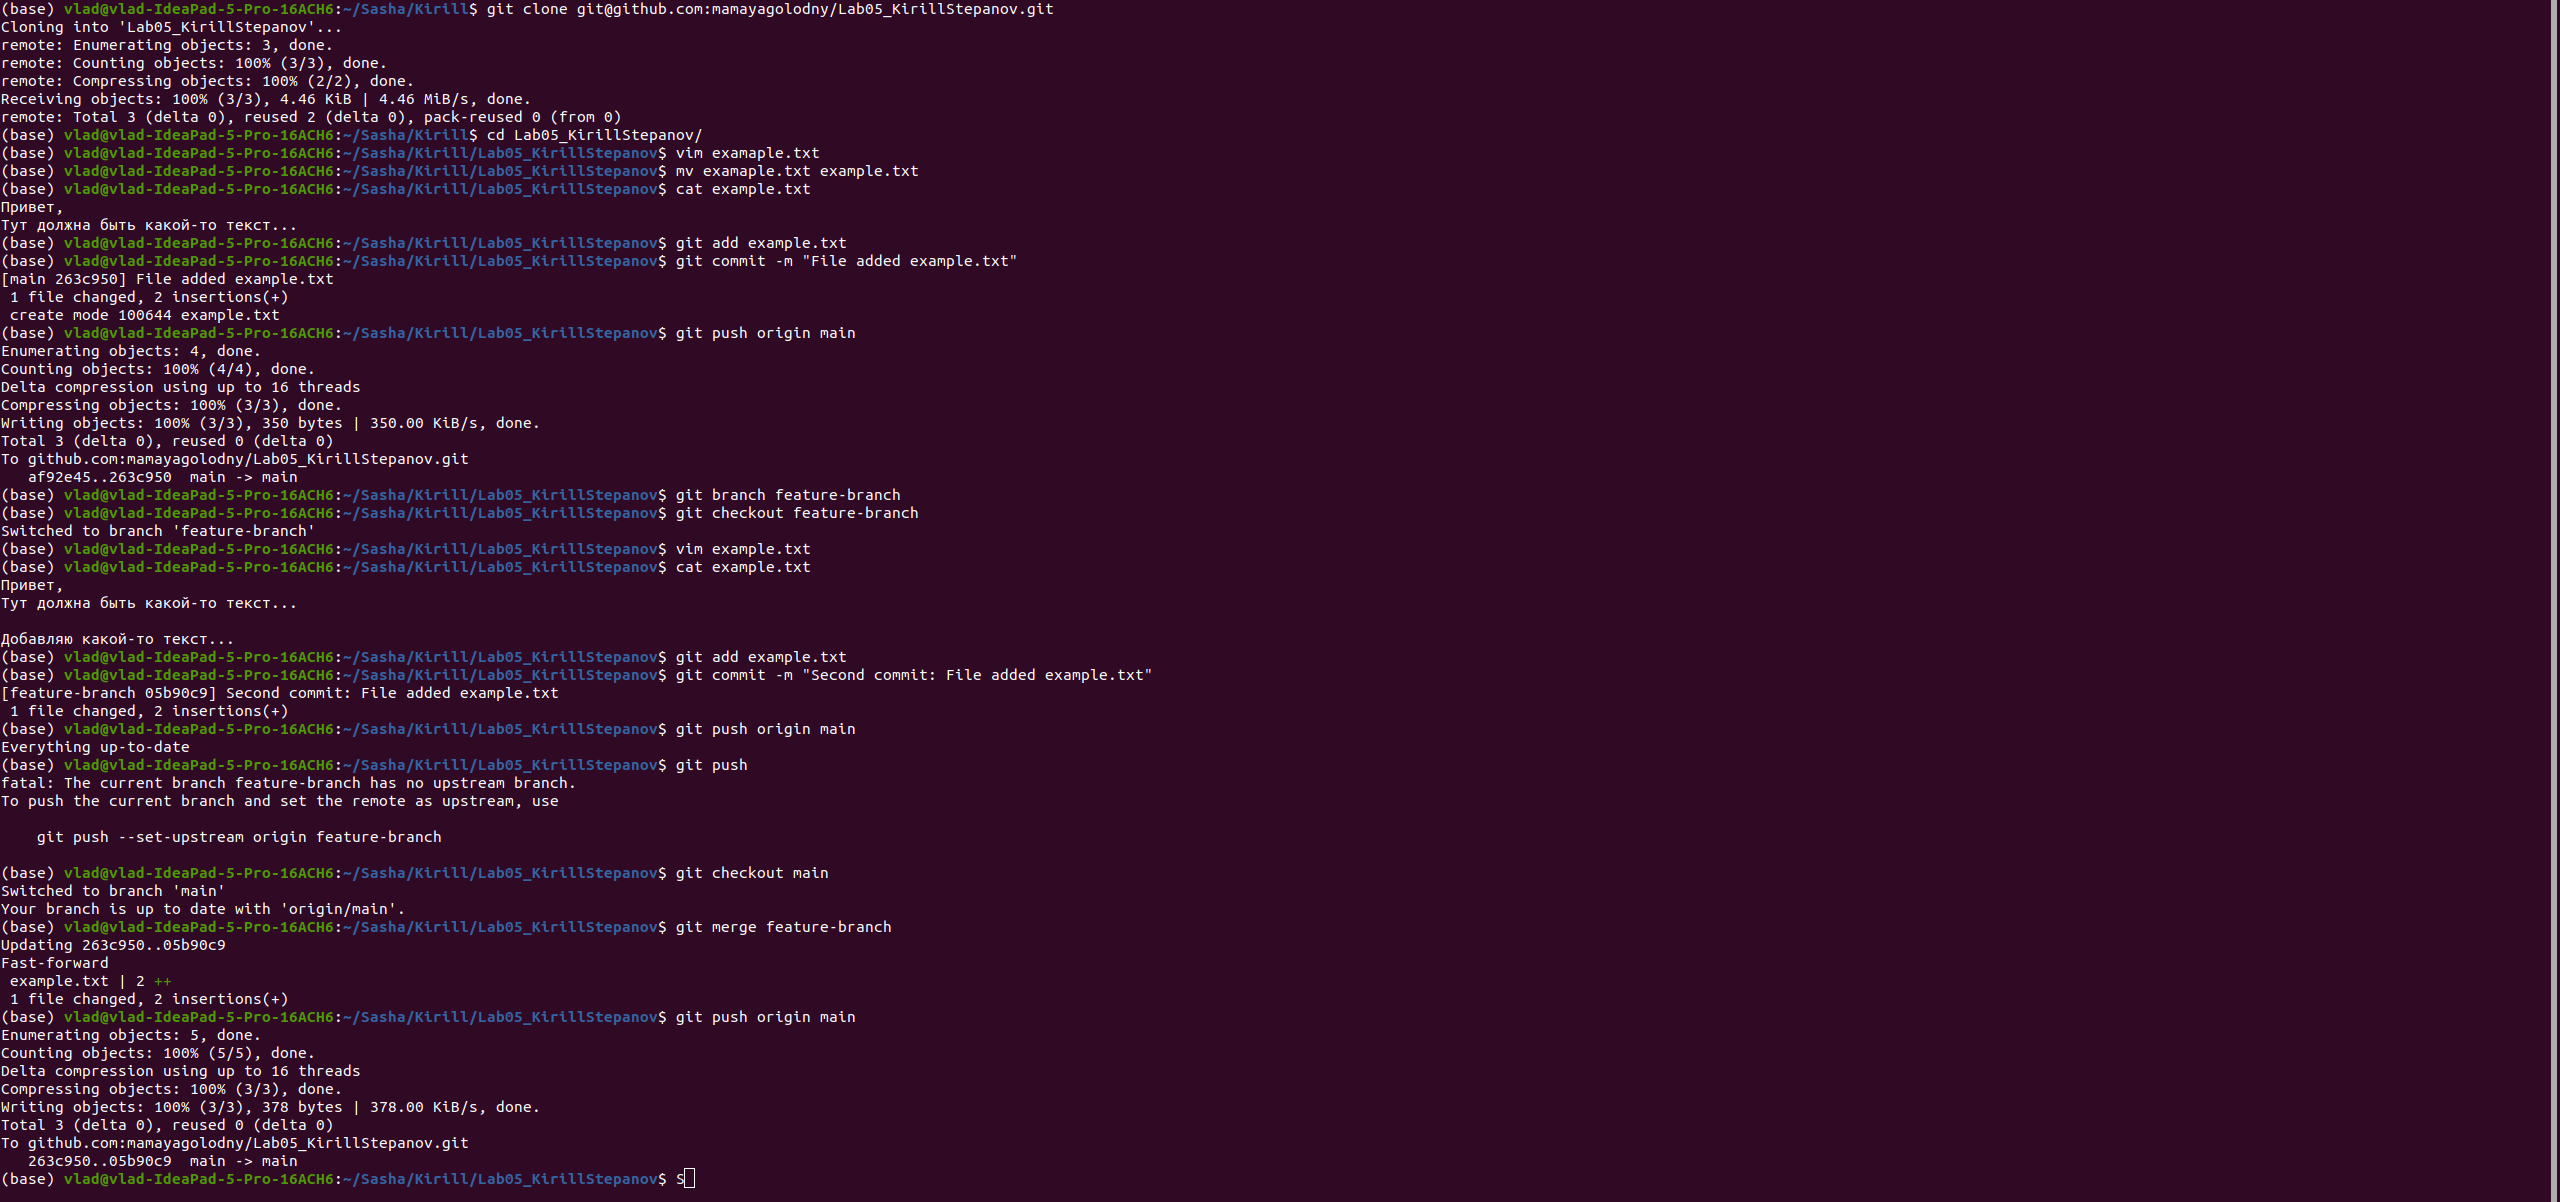 (base) vlad@vlad-IdeaPad-5-Pro-16ACH6:~/Sasha/Kirill$ git clone git@github.com:mamayagolodny/Lab05_KirillStepanov.git
Cloning into 'Lab05_KirillStepanov'...
remote: Enumerating objects: 3, done.
remote: Counting objects: 100% (3/3), done.
remote: Compressing objects: 100% (2/2), done.
Receiving objects: 100% (3/3), 4.46 KiB | 4.46 MiB/s, done.
remote: Total 3 (delta 0), reused 2 (delta 0), pack-reused 0 (from 0)
(base) vlad@vlad-IdeaPad-5-Pro-16ACH6:~/Sasha/Kirill$ cd Lab05_KirillStepanov/
(base) vlad@vlad-IdeaPad-5-Pro-16ACH6:~/Sasha/Kirill/Lab05_KirillStepanov$ vim examaple.txt
(base) vlad@vlad-IdeaPad-5-Pro-16ACH6:~/Sasha/Kirill/Lab05_KirillStepanov$ mv examaple.txt example.txt
(base) vlad@vlad-IdeaPad-5-Pro-16ACH6:~/Sasha/Kirill/Lab05_KirillStepanov$ cat example.txt
Привет,
Тут должна быть какой-то текст...
(base) vlad@vlad-IdeaPad-5-Pro-16ACH6:~/Sasha/Kirill/Lab05_KirillStepanov$ git add example.txt
(base) vlad@vlad-IdeaPad-5-Pro-16ACH6:~/Sasha/Kirill/Lab05_KirillStepanov$ git commit -m "File added example.txt"
[main 263c950] File added example.txt
 1 file changed, 2 insertions(+)
 create mode 100644 example.txt
(base) vlad@vlad-IdeaPad-5-Pro-16ACH6:~/Sasha/Kirill/Lab05_KirillStepanov$ git push origin main
Enumerating objects: 4, done.
Counting objects: 100% (4/4), done.
Delta compression using up to 16 threads
Compressing objects: 100% (3/3), done.
Writing objects: 100% (3/3), 350 bytes | 350.00 KiB/s, done.
Total 3 (delta 0), reused 0 (delta 0)
To github.com:mamayagolodny/Lab05_KirillStepanov.git
   af92e45..263c950  main -> main
(base) vlad@vlad-IdeaPad-5-Pro-16ACH6:~/Sasha/Kirill/Lab05_KirillStepanov$ git branch feature-branch
(base) vlad@vlad-IdeaPad-5-Pro-16ACH6:~/Sasha/Kirill/Lab05_KirillStepanov$ git checkout feature-branch
Switched to branch 'feature-branch'
(base) vlad@vlad-IdeaPad-5-Pro-16ACH6:~/Sasha/Kirill/Lab05_KirillStepanov$ vim example.txt
(base) vlad@vlad-IdeaPad-5-Pro-16ACH6:~/Sasha/Kirill/Lab05_KirillStepanov$ cat example.txt
Привет,
Тут должна быть какой-то текст...

Добавляю какой-то текст...
(base) vlad@vlad-IdeaPad-5-Pro-16ACH6:~/Sasha/Kirill/Lab05_KirillStepanov$ git add example.txt
(base) vlad@vlad-IdeaPad-5-Pro-16ACH6:~/Sasha/Kirill/Lab05_KirillStepanov$ git commit -m "Second commit: File added example.txt"
[feature-branch 05b90c9] Second commit: File added example.txt
 1 file changed, 2 insertions(+)
(base) vlad@vlad-IdeaPad-5-Pro-16ACH6:~/Sasha/Kirill/Lab05_KirillStepanov$ git push origin main
Everything up-to-date
(base) vlad@vlad-IdeaPad-5-Pro-16ACH6:~/Sasha/Kirill/Lab05_KirillStepanov$ git push
fatal: The current branch feature-branch has no upstream branch.
To push the current branch and set the remote as upstream, use

    git push --set-upstream origin feature-branch

(base) vlad@vlad-IdeaPad-5-Pro-16ACH6:~/Sasha/Kirill/Lab05_KirillStepanov$ git checkout main
Switched to branch 'main'
Your branch is up to date with 'origin/main'.
(base) vlad@vlad-IdeaPad-5-Pro-16ACH6:~/Sasha/Kirill/Lab05_KirillStepanov$ git merge feature-branch
Updating 263c950..05b90c9
Fast-forward
 example.txt | 2 ++
 1 file changed, 2 insertions(+)
(base) vlad@vlad-IdeaPad-5-Pro-16ACH6:~/Sasha/Kirill/Lab05_KirillStepanov$ git push origin main
Enumerating objects: 5, done.
Counting objects: 100% (5/5), done.
Delta compression using up to 16 threads
Compressing objects: 100% (3/3), done.
Writing objects: 100% (3/3), 378 bytes | 378.00 KiB/s, done.
Total 3 (delta 0), reused 0 (delta 0)
To github.com:mamayagolodny/Lab05_KirillStepanov.git
   263c950..05b90c9  main -> main
(base) vlad@vlad-IdeaPad-5-Pro-16ACH6:~/Sasha/Kirill/Lab05_KirillStepanov$ S